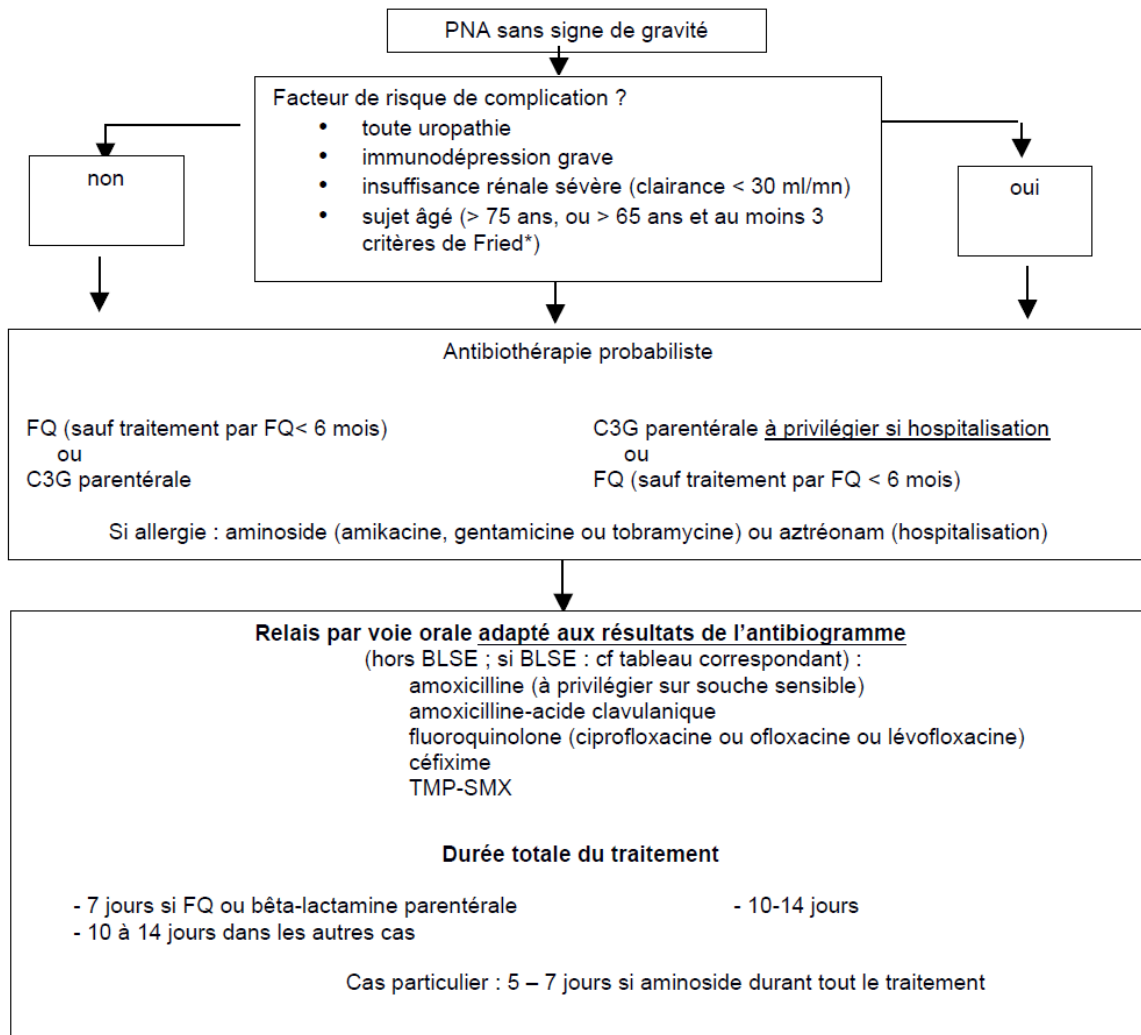 PNA sans signe de gravité
Facteur de risque de complication ?
• toute uropathie
• immunodépression grave
• insuffisance rénale sévère (clairance < 30 ml/mn)
• sujet âgé (> 75 ans, ou > 65 ans et au moins 3
critères de Fried*)
non
oui
Antibiothérapie probabiliste
FQ (sauf traitement par FQ< 6 mois)
ou
C3G parentérale
C3G parentérale à privilégier si hospitalisation
ou
FQ (sauf traitement par FQ < 6 mois)
Si allergie : aminoside (amikacine, gentamicine ou tobramycine) ou aztréonam (hospitalisation)
Relais par voie orale adapté aux résultats de l’antibiogramme
(hors BLSE ; si BLSE : cf tableau correspondant) :
amoxicilline (à privilégier sur souche sensible)
amoxicilline-acide clavulanique
fluoroquinolone (ciprofloxacine ou ofloxacine ou lévofloxacine)
céfixime
TMP-SMX
Durée totale du traitement
- 7 jours si FQ ou bêta-lactamine parentérale
- 10 à 14 jours dans les autres cas
- 10-14 jours
Cas particulier : 5 – 7 jours si aminoside durant tout le traitement